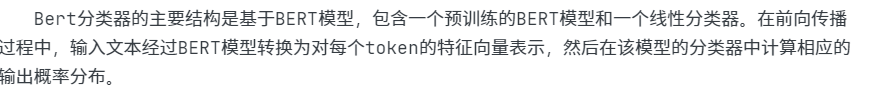 Bert分类器的主要结构是基于BERT模型，包含一个预训练的BERT模型和一个线性分类器。在前向传播
过程中，输入文本经过BERT模型转换为对每个token的特征向量表示，然后在该模型的分类器中计算相应的
输出概率分布。